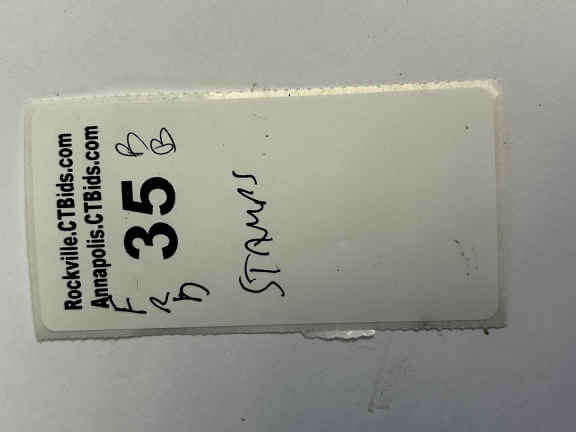 Rockville.CTBids.com
Annapolis.CTBids.com
F 35 B
R B
D
STAMPS